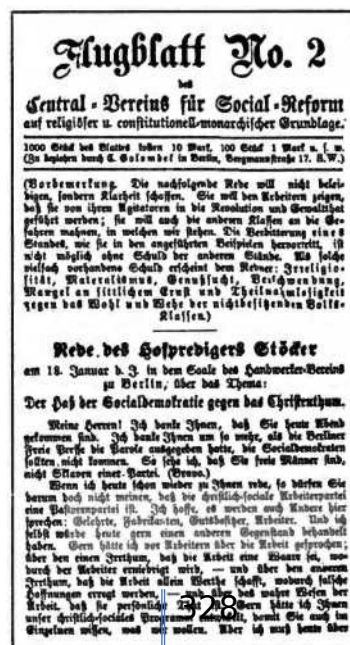 Flugblatt No. 2
des
Central-Vereins für Social-Reform
auf religiöser u. constitutionell-monarchischer Grundlage.
1000 Stück des Blattes kosten 10 Mark, 100 Stück 1 Mark u. s. w.
(Zu beziehen durch C. Golombek in Berlin, Bergmannstraße 17. S.W.)
(Vorbemerkung. Die nachfolgende Rede will nicht belei-
digen, sondern Klarheit schaffen. Sie will den Arbeitern zeigen,
daß sie von ihren Agitatoren in die Revolution und Gewaltthat
geführt werden; sie will auch die anderen Klassen an die Ge-
fahren mahnen, in welchen wir stehen. Die Verbitterung eines
Standes, wie sie in den angeführten Beispielen hervortritt, ist
nicht möglich ohne Schuld der anderen Stände. Als solche
vielfach vorhandene Schuld erscheint dem Redner: Irreligio-
sität, Materialismus, Genußsucht, Verschwendung,
Mangel an sittlichem Ernst und Theilnahmlosigkeit
gegen das Wohl und Wehe der nichtbesitzenden Volks-
klassen.)
Rede des Hofpredigers Stöcker
am 18. Januar d. J. in dem Saale des Handwerker-Vereins
zu Berlin, über das Thema:
Der Haß der Socialdemokratie gegen das Christenthum.
Meine Herren! Ich danke Ihnen, daß Sie heute Abend
gekommen sind. Ich danke Ihnen um so mehr, als die Berliner
Freie Presse die Parole ausgegeben hatte, die Socialdemokraten
sollten nicht kommen. So sehe ich, daß Sie freie Männer sind,
nicht Sklaven einer Partei. (Bravo.)
Wenn ich heute schon wieder zu Ihnen rede, so dürfen Sie
darum doch nicht meinen, daß die christlich-sociale Arbeiterpartei
eine Pastorenpartei ist. Ich hoffe, es werden auch Andere hier
sprechen: Gelehrte, Fabrikanten, Gutsbesitzer, Arbeiter. Und ich
selbst würde heute gern einen anderen Gegenstand behandelt
haben. Gern hätte ich vor Arbeitern über die Arbeit gesprochen;
über den einen Irrthum, daß die Arbeit eine Waare sei, wo-
durch der Arbeiter erniedrigt wird, — und über den anderen
Irrthum, daß die Arbeit allein Werthe schafft, wodurch falsche
Hoffnungen erregt werden, — und über das wahre Wesen der
Arbeit, daß sie persönliche Gern hätte ich Ihnen
unser christlich-sociales Programm entwickelt, damit Sie auch im
Einzelnen wissen, was wir wollen. Aber ich muß heute über
328